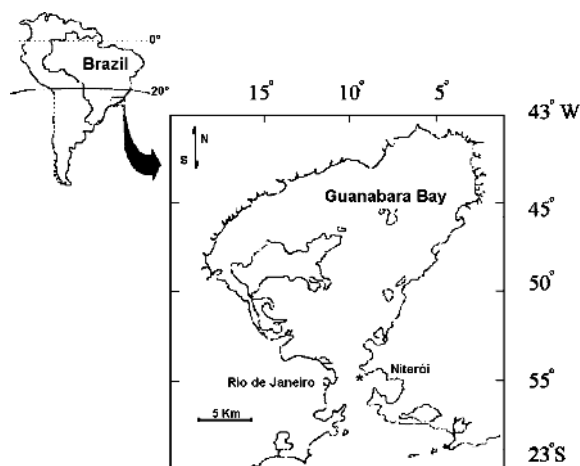 0°
Brazil
20°
15° 10° 5°
43° W
N
S
Guanabara Bay
45°
50°
Niterói
Rio de Janeiro
*
55°
5 Km
23°S